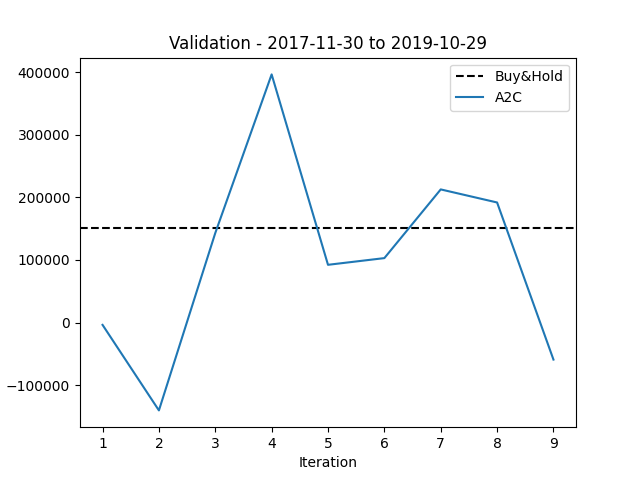 Validation - 2017-11-30 to 2019-10-29
Buy&Hold
A2C
400000
300000
200000
100000
0
−100000
1 2 3 4 5 6 7 8 9
Iteration